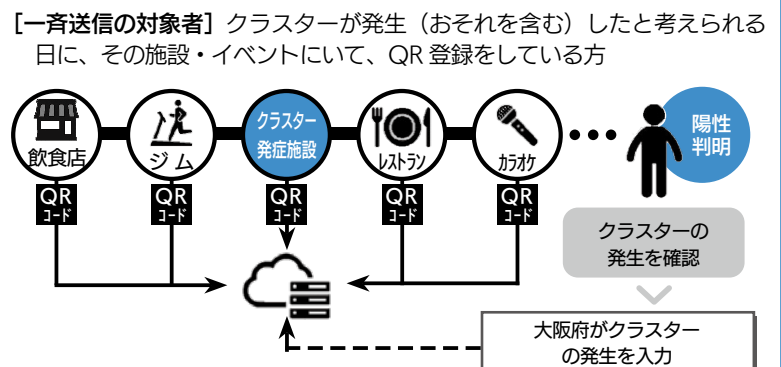 [一斉送信の対象者] クラスターが発生（おそれを含む）したと考えられる
日に、その施設・イベントにいて、QR登録をしている方
飲食店
ジム
クラスター
発症施設
レストラン
カラオケ
陽性
判明
QR
コード
QR
コード
QR
コード
QR
コード
QR
コード
クラスターの
発生を確認
大阪府がクラスター
の発生を入力